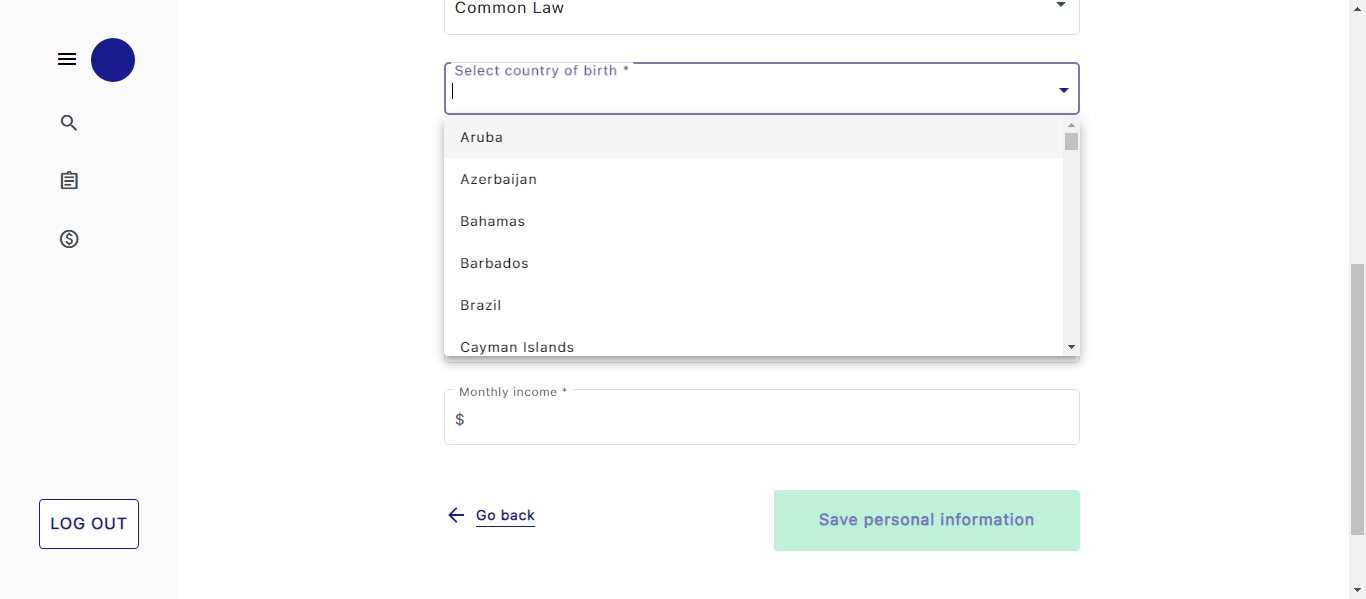 Common Law
Select country of birth *
Aruba
Azerbaijan
Bahamas
Barbados
Brazil
Cayman Islands
Monthly income *
$
Go back
Save personal information
LOG OUT